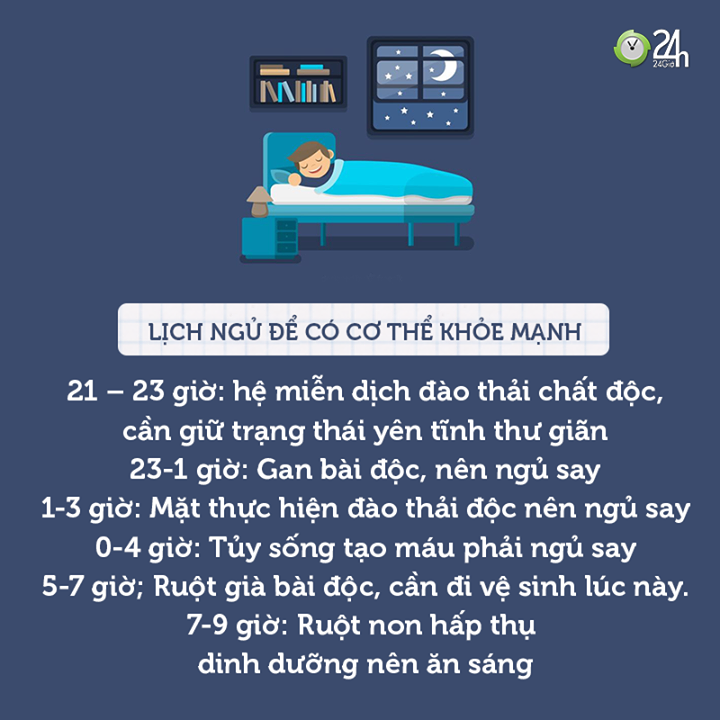 24h
24Giờ
LỊCH NGỦ ĐỂ CÓ CƠ THỂ KHỎE MẠNH
21 – 23 giờ: hệ miễn dịch đào thải chất độc,
cần giữ trạng thái yên tĩnh thư giãn
23-1 giờ: Gan bài độc, nên ngủ say
1-3 giờ: Mặt thực hiện đào thải độc nên ngủ say
0-4 giờ: Tủy sống tạo máu phải ngủ say
5-7 giờ; Ruột già bài độc, cần đi vệ sinh lúc này.
7-9 giờ: Ruột non hấp thụ
dinh dưỡng nên ăn sáng